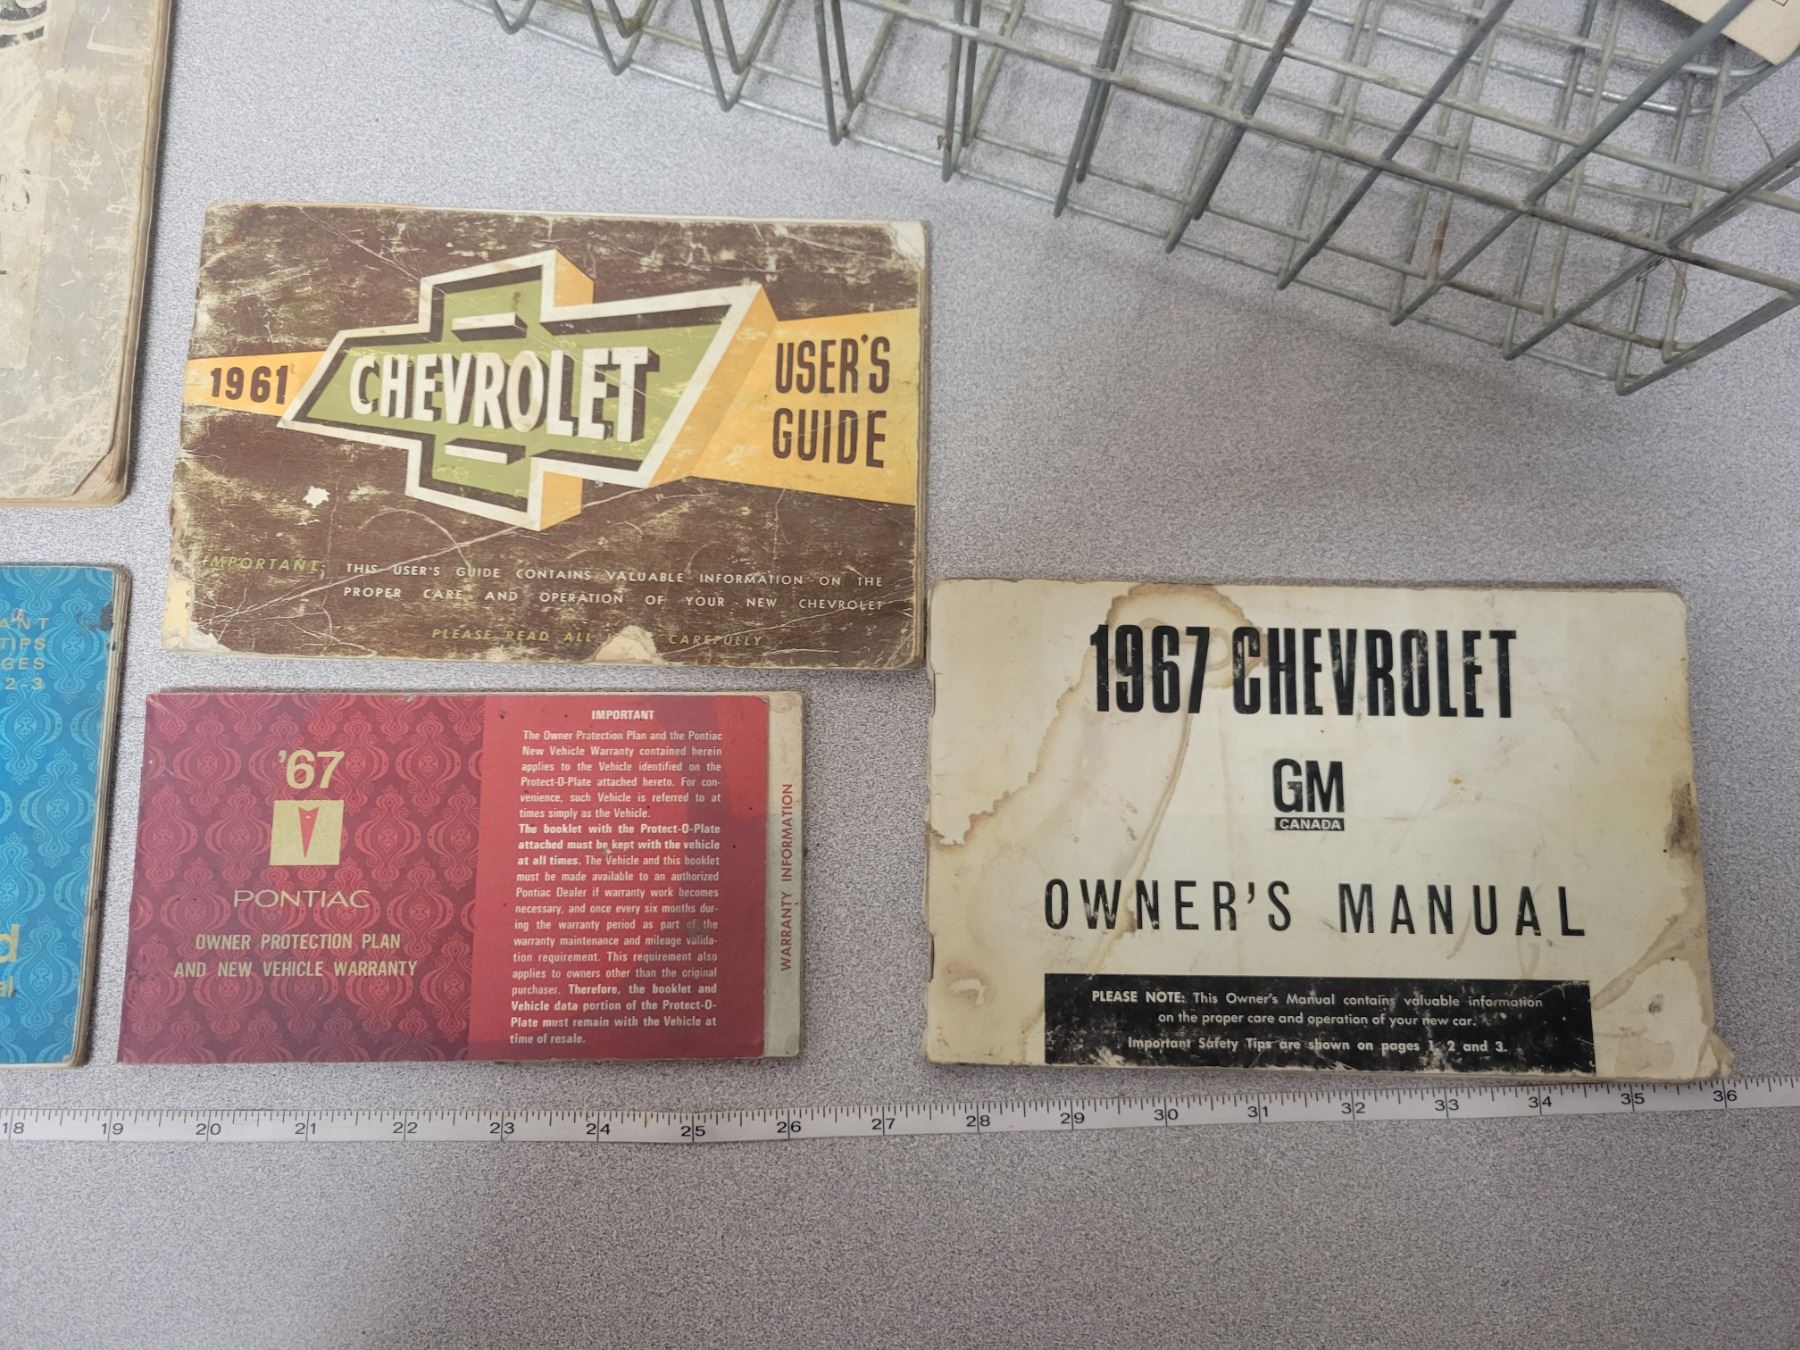 1961
CHEVROLET
USER'S
GUIDE
IMPORTANT: THIS USER'S GUIDE CONTAINS VALUABLE INFORMATION ON THE
PROPER CARE AND OPERATION OF YOUR NEW CHEVROLET
PLEASE READ ALL CAREFULLY
TIPS
2-3
'67
PONTIAC
OWNER PROTECTION PLAN
AND NEW VEHICLE WARRANTY
IMPORTANT
The Owner Protection Plan and the Pontiac
New Vehicle Warranty contained herein
applies to the Vehicle identified on the
Protect-O-Plate attached hereto. For con-
venience, such Vehicle is referred to at
times simply as the Vehicle.
The booklet with the Protect-O-Plate
attached must be kept with the vehicle
at all times. The Vehicle and this booklet
must be made available to an authorized
Pontiac Dealer if warranty work becomes
necessary, and once every six months dur-
ing the warranty period as part of the
warranty maintenance and mileage valida-
tion requirement. This requirement also
applies to owners other than the original
purchaser. Therefore, the booklet and
Vehicle data portion of the Protect-O-
Plate must remain with the Vehicle at
time of resale.
WARRANTY INFORMATION
1967 CHEVROLET
GM
CANADA
OWNER'S MANUAL
PLEASE NOTE: This Owner's Manual contains valuable information
on the proper care and operation of your new car.
Important Safety Tips are shown on pages 1, 2 and 3.
18 19 20 21 22 23 24 25 26 27 28 29 30 31 32 33 34 35 36